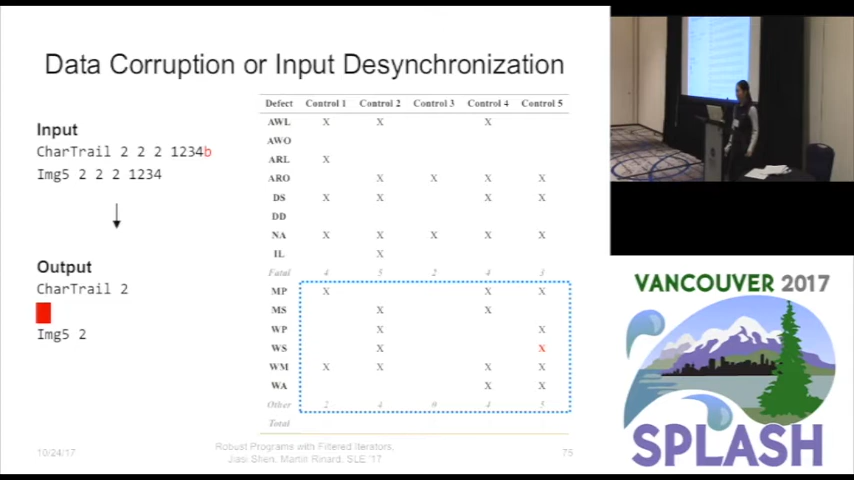 Data Corruption or Input Desynchronization
Input
CharTrail 2 2 2 1234b
Img5 2 2 2 1234
Output
CharTrail 2
Img5 2
Defect Control 1 Control 2 Control 3 Control 4 Control 5
AWL X X X
AWO
ARL X
ARO X X X X
DS X X X X
DD
NA X X X X X
IL X
Fatal 4 5 2 4 3
MP X X X
MS X X
WP X X
WS X X
WM X X X X
WA X X
Other 2 4 0 4 5
Total
10/24/17
Robust Programs with Filtered Iterators,
Jiasi Shen, Martin Rinard, SLE '17
75
VANCOUVER 2017
SPLASH